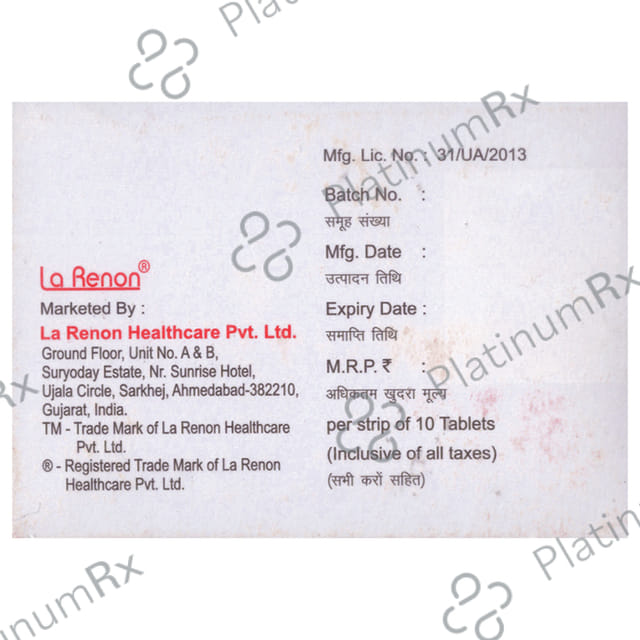 La Renon®
Marketed By :
La Renon Healthcare Pvt. Ltd.
Ground Floor, Unit No. A & B,
Suryoday Estate, Nr. Sunrise Hotel,
Ujala Circle, Sarkhej, Ahmedabad-382210,
Gujarat, India.
TM - Trade Mark of La Renon Healthcare
Pvt. Ltd.
® - Registered Trade Mark of La Renon
Healthcare Pvt. Ltd.
Mfg. Lic. No. : 31/UA/2013
Batch No. :
समूह संख्या
Mfg. Date :
उत्पादन तिथि
Expiry Date :
समाप्ति तिथि
M.R.P. ₹ :
अधिकतम खुदरा मूल्य
per strip of 10 Tablets
(Inclusive of all taxes)
(सभी करों सहित)
PlatinumRx
PlatinumRx
PlatinumRx